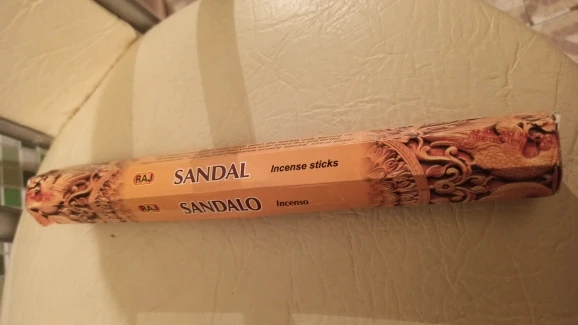 RAJ SANDAL Incense sticks
RAJ SANDALO Incenso